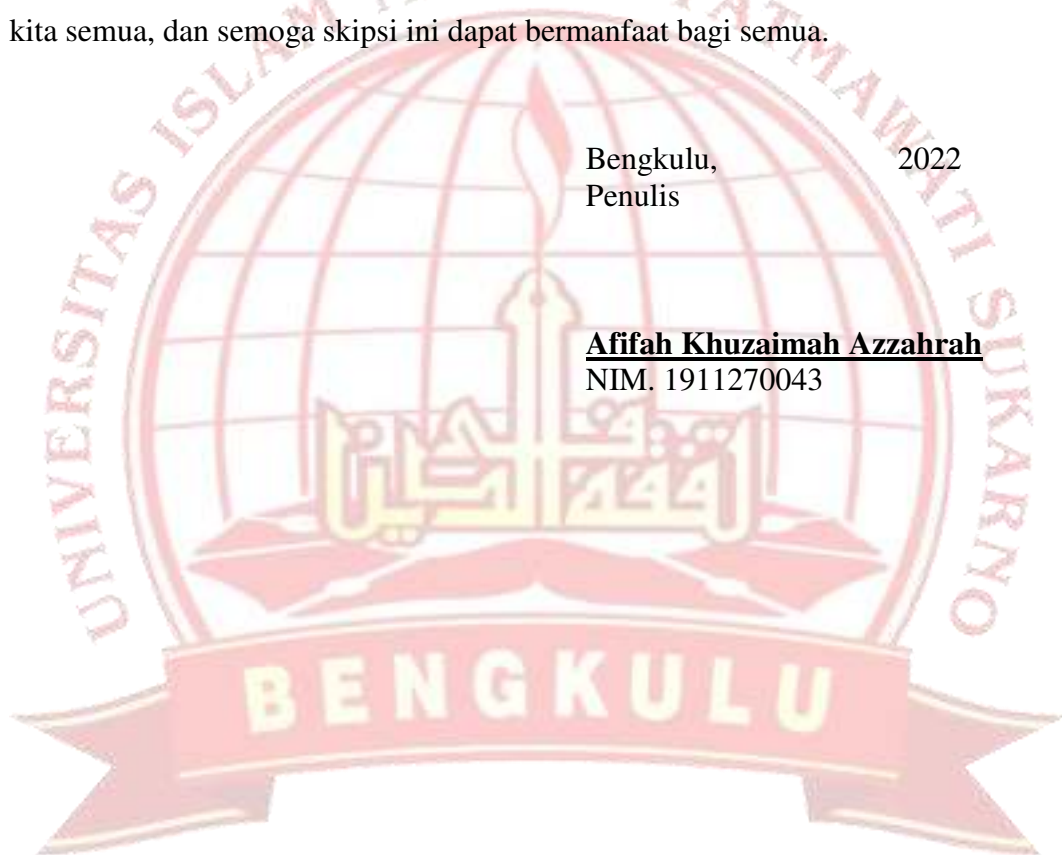 kita semua, dan semoga skipsi ini dapat bermanfaat bagi semua.
Bengkulu, 2022
Penulis
Afifah Khuzaimah Azzahrah
NIM. 1911270043
UNIVERSITAS ISLAM
FATMAWATI SUKARNO
BENGKULU